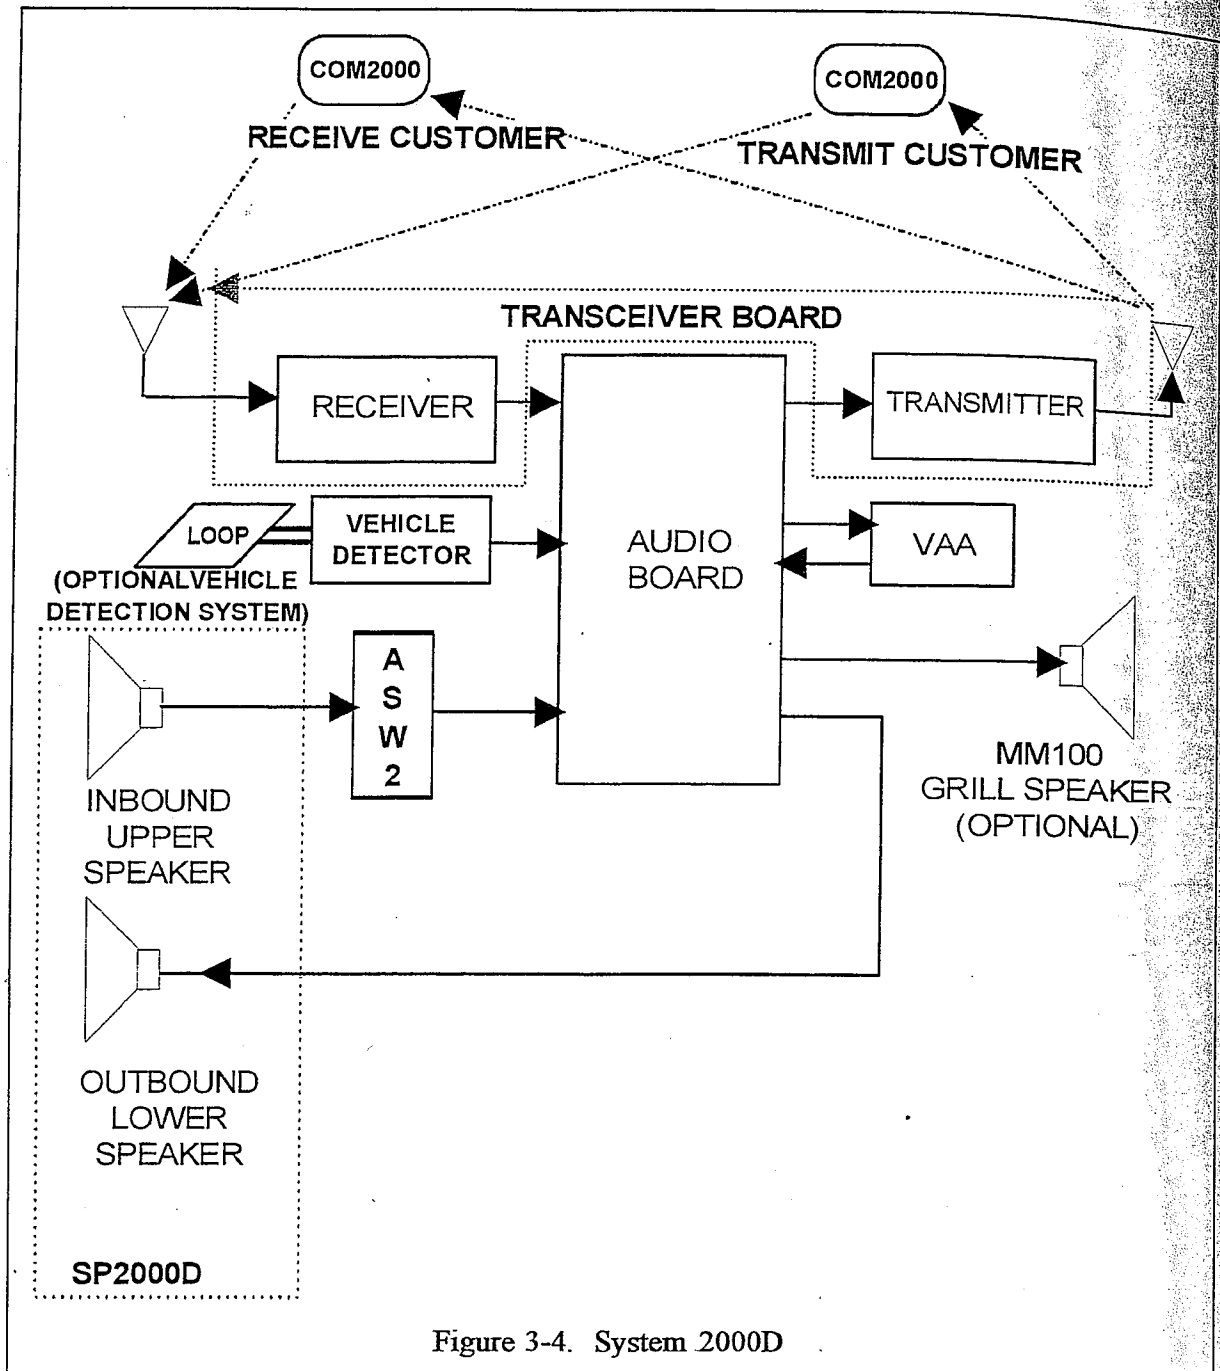 COM2000
COM2000
RECEIVE CUSTOMER
TRANSMIT CUSTOMER
TRANSCEIVER BOARD
RECEIVER
TRANSMITTER
LOOP
VEHICLE
DETECTOR
(OPTIONALVEHICLE
DETECTION SYSTEM)
AUDIO
BOARD
VAA
A
S
W
2
INBOUND
UPPER
SPEAKER
MM100
GRILL SPEAKER
(OPTIONAL)
OUTBOUND
LOWER
SPEAKER
SP2000D
Figure 3-4. System 2000D